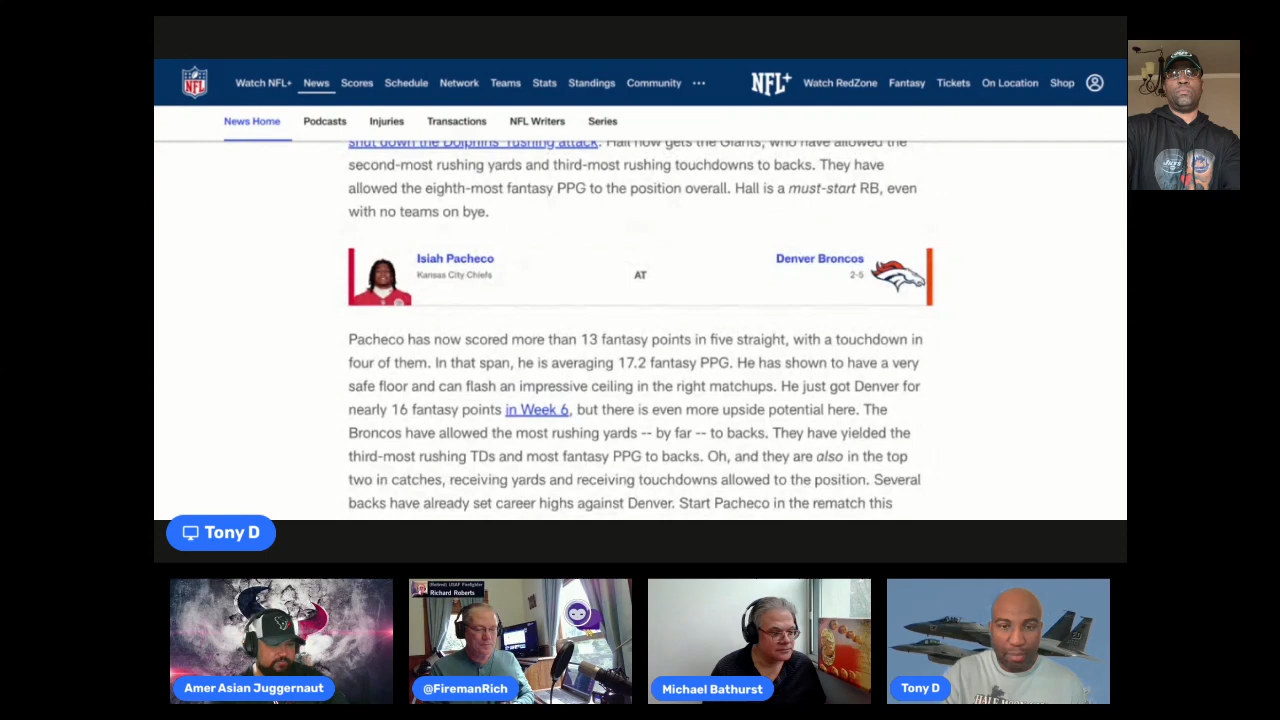 NFL
Watch NFL+ News Scores Schedule Network Teams Stats Standings Community ••• NFL+ Watch RedZone Fantasy Tickets On Location Shop
News Home Podcasts Injuries Transactions NFL Writers Series
shut down the Dolphins' rushing attack. Hall now gets the Giants, who have allowed the
second-most rushing yards and third-most rushing touchdowns to backs. They have
allowed the eighth-most fantasy PPG to the position overall. Hall is a must-start RB, even
with no teams on bye.
Isiah Pacheco
Kansas City Chiefs
AT
Denver Broncos
2-5
Pacheco has now scored more than 13 fantasy points in five straight, with a touchdown in
four of them. In that span, he is averaging 17.2 fantasy PPG. He has shown to have a very
safe floor and can flash an impressive ceiling in the right matchups. He just got Denver for
nearly 16 fantasy points in Week 6, but there is even more upside potential here. The
Broncos have allowed the most rushing yards -- by far -- to backs. They have yielded the
third-most rushing TDs and most fantasy PPG to backs. Oh, and they are also in the top
two in catches, receiving yards and receiving touchdowns allowed to the position. Several
backs have already set career highs against Denver. Start Pacheco in the rematch this
Tony D
(Retired) USAF Firefighter
Richard Roberts
Amer Asian Juggernaut
@FiremanRich
Michael Bathurst
Tony D